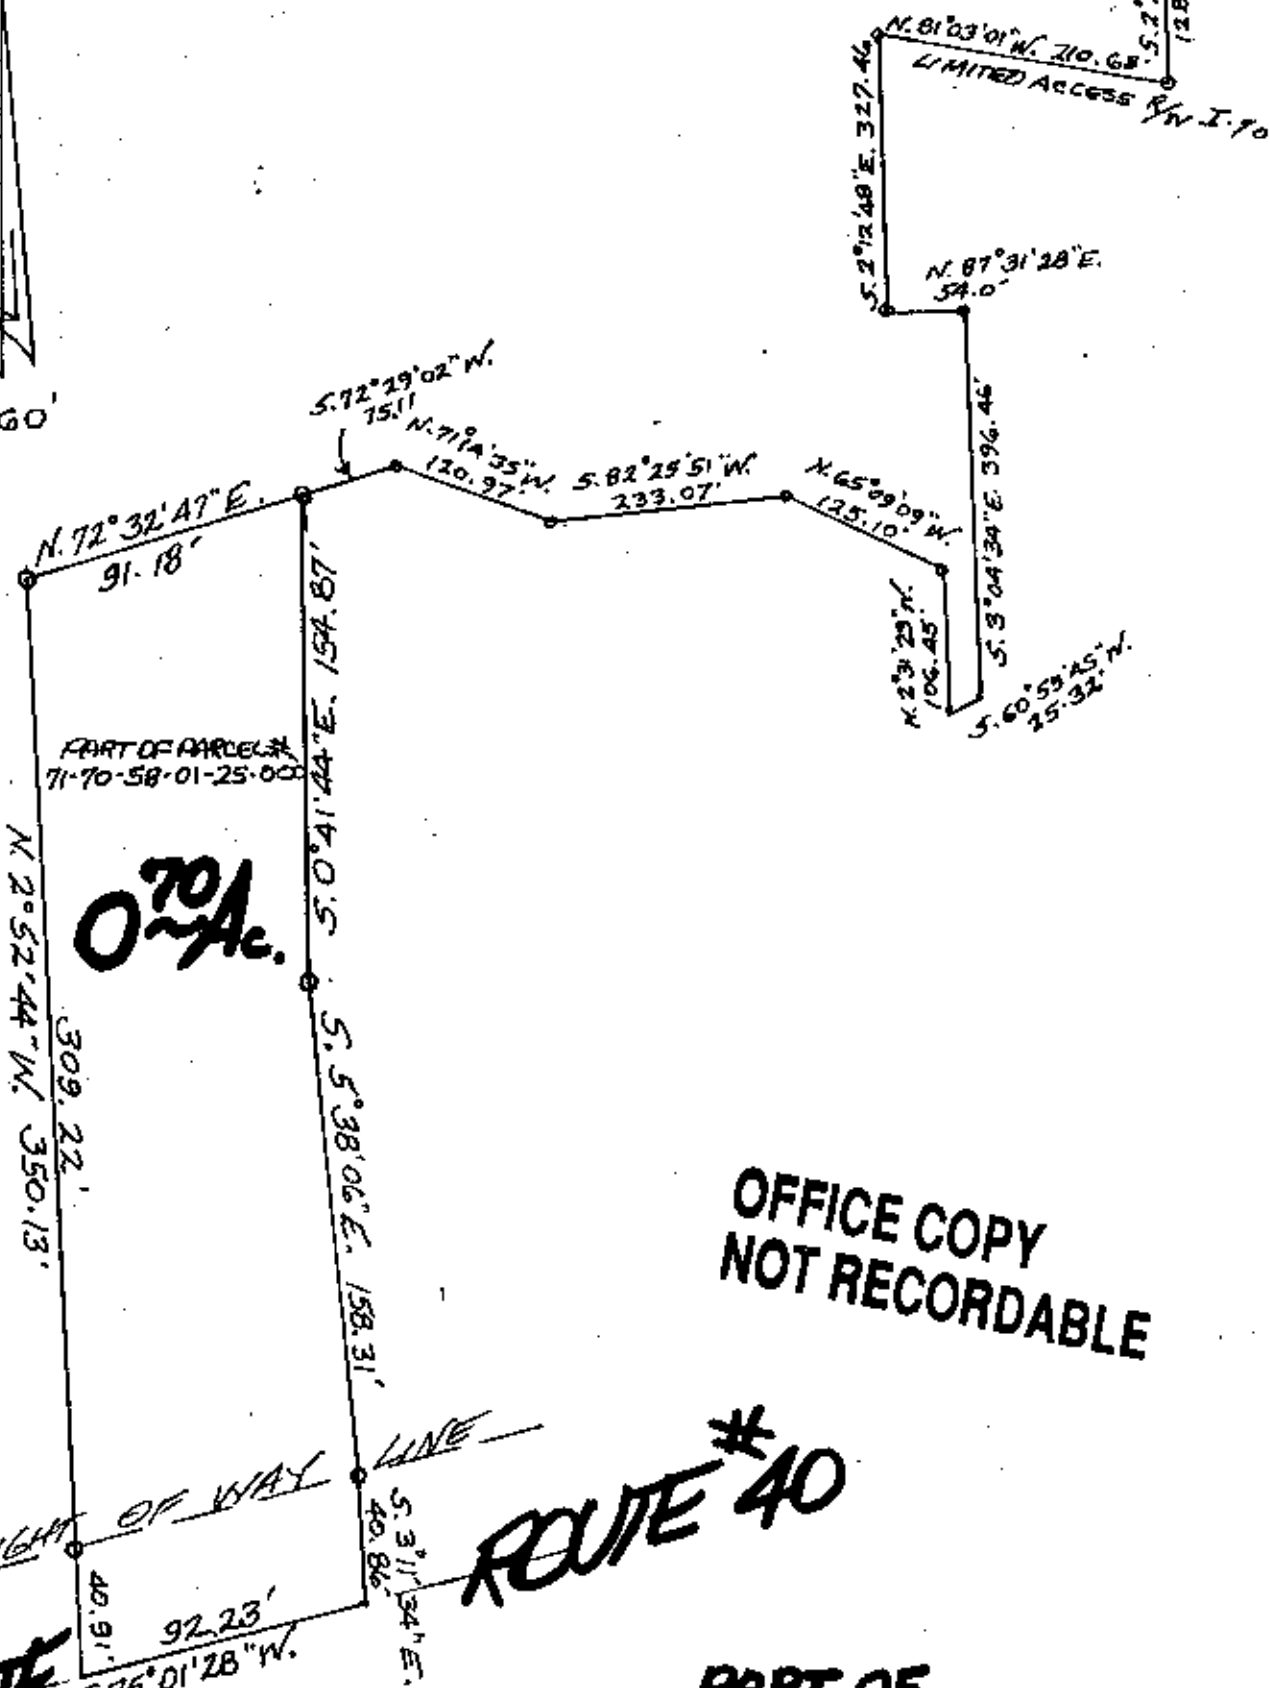 N. 81°03'01"W. 210.68'
LIMITED ACCESS R/W I-70
S. 2°12'48"E. 327.46
N. 87°31'28"E.
54.0'
60'
S. 72°29'02"W.
75.11
N. 71°14'35"W.
120.97'
S. 82°25'51"W.
233.07'
N. 65°09'09"W.
125.10'
S. 3°04'34"E. 396.46'
N. 72°32'47"E.
91.18'
N. 2°31'23"W.
106.45'
S. 60°59'45"W.
25.32'
S. 0°41'44"E. 154.87'
PART OF PARCEL #
71-70-58-01-25-000
0 70 Ac.
N. 2°52'44"W. 350.13'
309.22'
S. 5°38'06"E. 158.31'
OFFICE COPY
NOT RECORDABLE
OF WAY LINE
ROUTE #40
S. 3°11'34"E.
40.86'
40.91'
92.23'
75°01'28"W.
PART OF